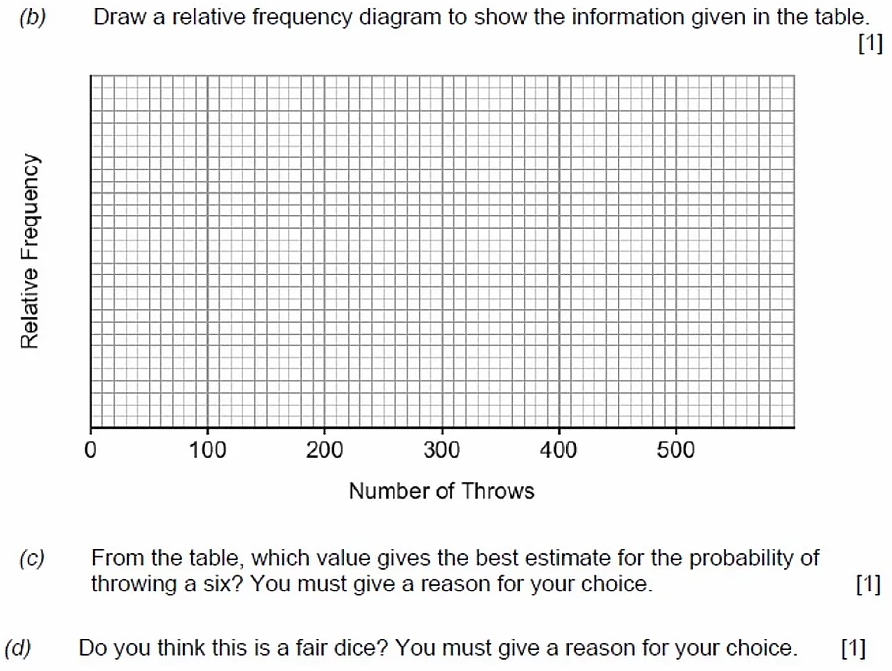 (b) Draw a relative frequency diagram to show the information given in the table.
[1]
Relative Frequency
0 100 200 300 400 500
Number of Throws
(c) From the table, which value gives the best estimate for the probability of
throwing a six? You must give a reason for your choice. [1]
(d) Do you think this is a fair dice? You must give a reason for your choice. [1]